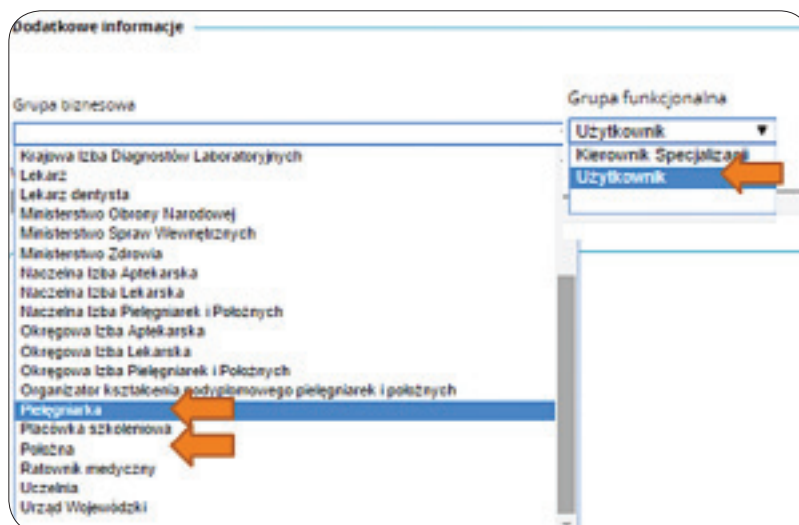 Dodatkowe informacje
Grupa biznesowa
Krajowa Izba Diagnostów Laboratoryjnych
Lekarz
Lekarz dentysta
Ministerstwo Obrony Narodowej
Ministerstwo Spraw Wewnętrznych
Ministerstwo Zdrowia
Naczelna Izba Aptekarska
Naczelna Izba Lekarska
Naczelna Izba Pielęgniarek i Położnych
Okręgowa Izba Aptekarska
Okręgowa Izba Lekarska
Okręgowa Izba Pielęgniarek i Położnych
Organizator kształcenia podyplomowego pielęgniarek i położnych
Pielęgniarka
Placówka szkoleniowa
Położna
Ratownik medyczny
Uczelnia
Urząd Wojewódzki
Grupa funkcjonalna
Użytkownik
Kierownik Specjalizacji
Użytkownik